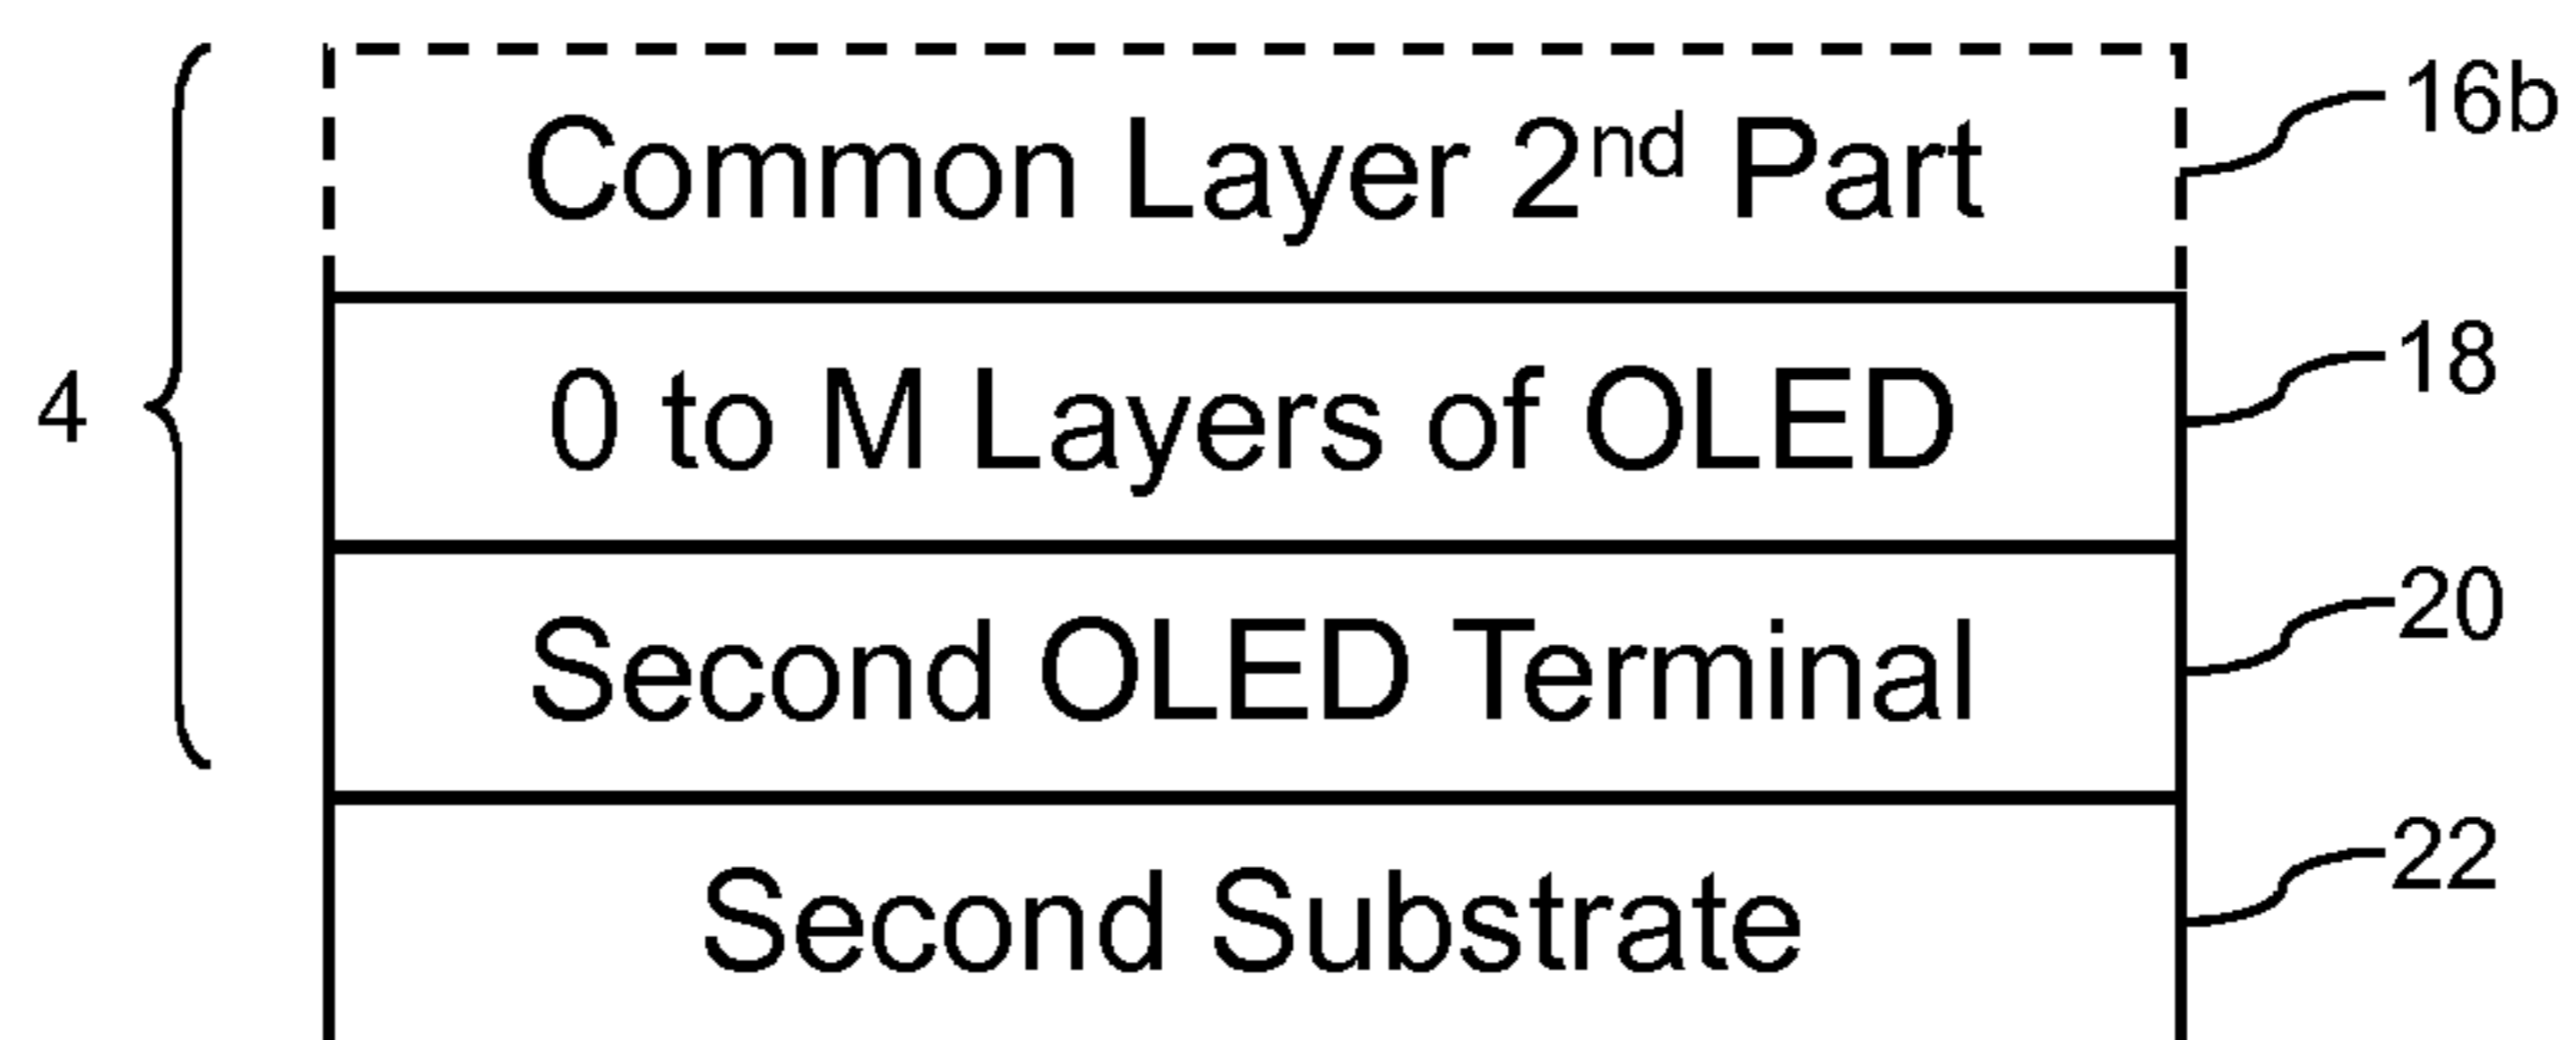 Common Layer 2nd Part 16b
0 to M Layers of OLED 18
4
Second OLED Terminal 20
Second Substrate 22